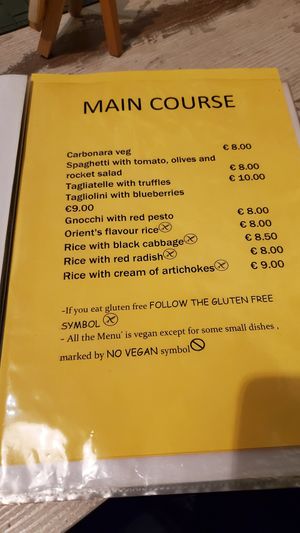 MAIN COURSE
Carbonara veg € 8.00
Spaghetti with tomato, olives and
rocket salad € 8.00
Tagliatelle with truffles € 10.00
Tagliolini with blueberries
€9.00
Gnocchi with red pesto € 8.00
Orient's flavour rice € 8.00
Rice with black cabbage € 8.50
Rice with red radish € 8.00
Rice with cream of artichokes € 9.00
-If you eat gluten free FOLLOW THE GLUTEN FREE
SYMBOL
- All the Menu' is vegan except for some small dishes ,
marked by NO VEGAN symbol